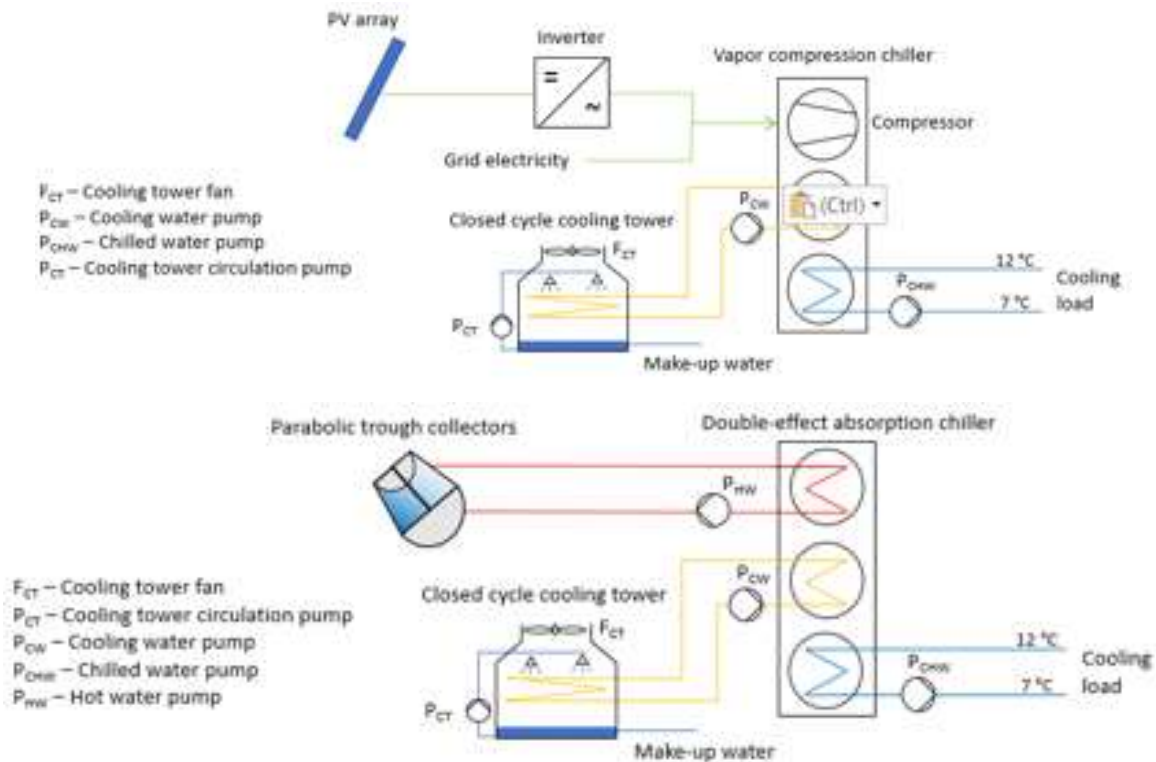 PV array
Inverter
=
~
Vapor compression chiller
Compressor
Grid electricity
P_CT – Cooling tower fan
P_CW – Cooling water pump
P_CHW – Chilled water pump
P_CT – Cooling tower circulation pump
Closed cycle cooling tower
F_CT
P_CW
(Ctrl)
P_CT
12 °C
P_CHW
7 °C
Cooling
load
Make-up water
Parabolic trough collectors
Double-effect absorption chiller
P_HW
F_CT – Cooling tower fan
P_CT – Cooling tower circulation pump
P_CW – Cooling water pump
P_CHW – Chilled water pump
P_HW – Hot water pump
Closed cycle cooling tower
F_CT
P_CW
P_CT
12 °C
P_CHW
7 °C
Cooling
load
Make-up water